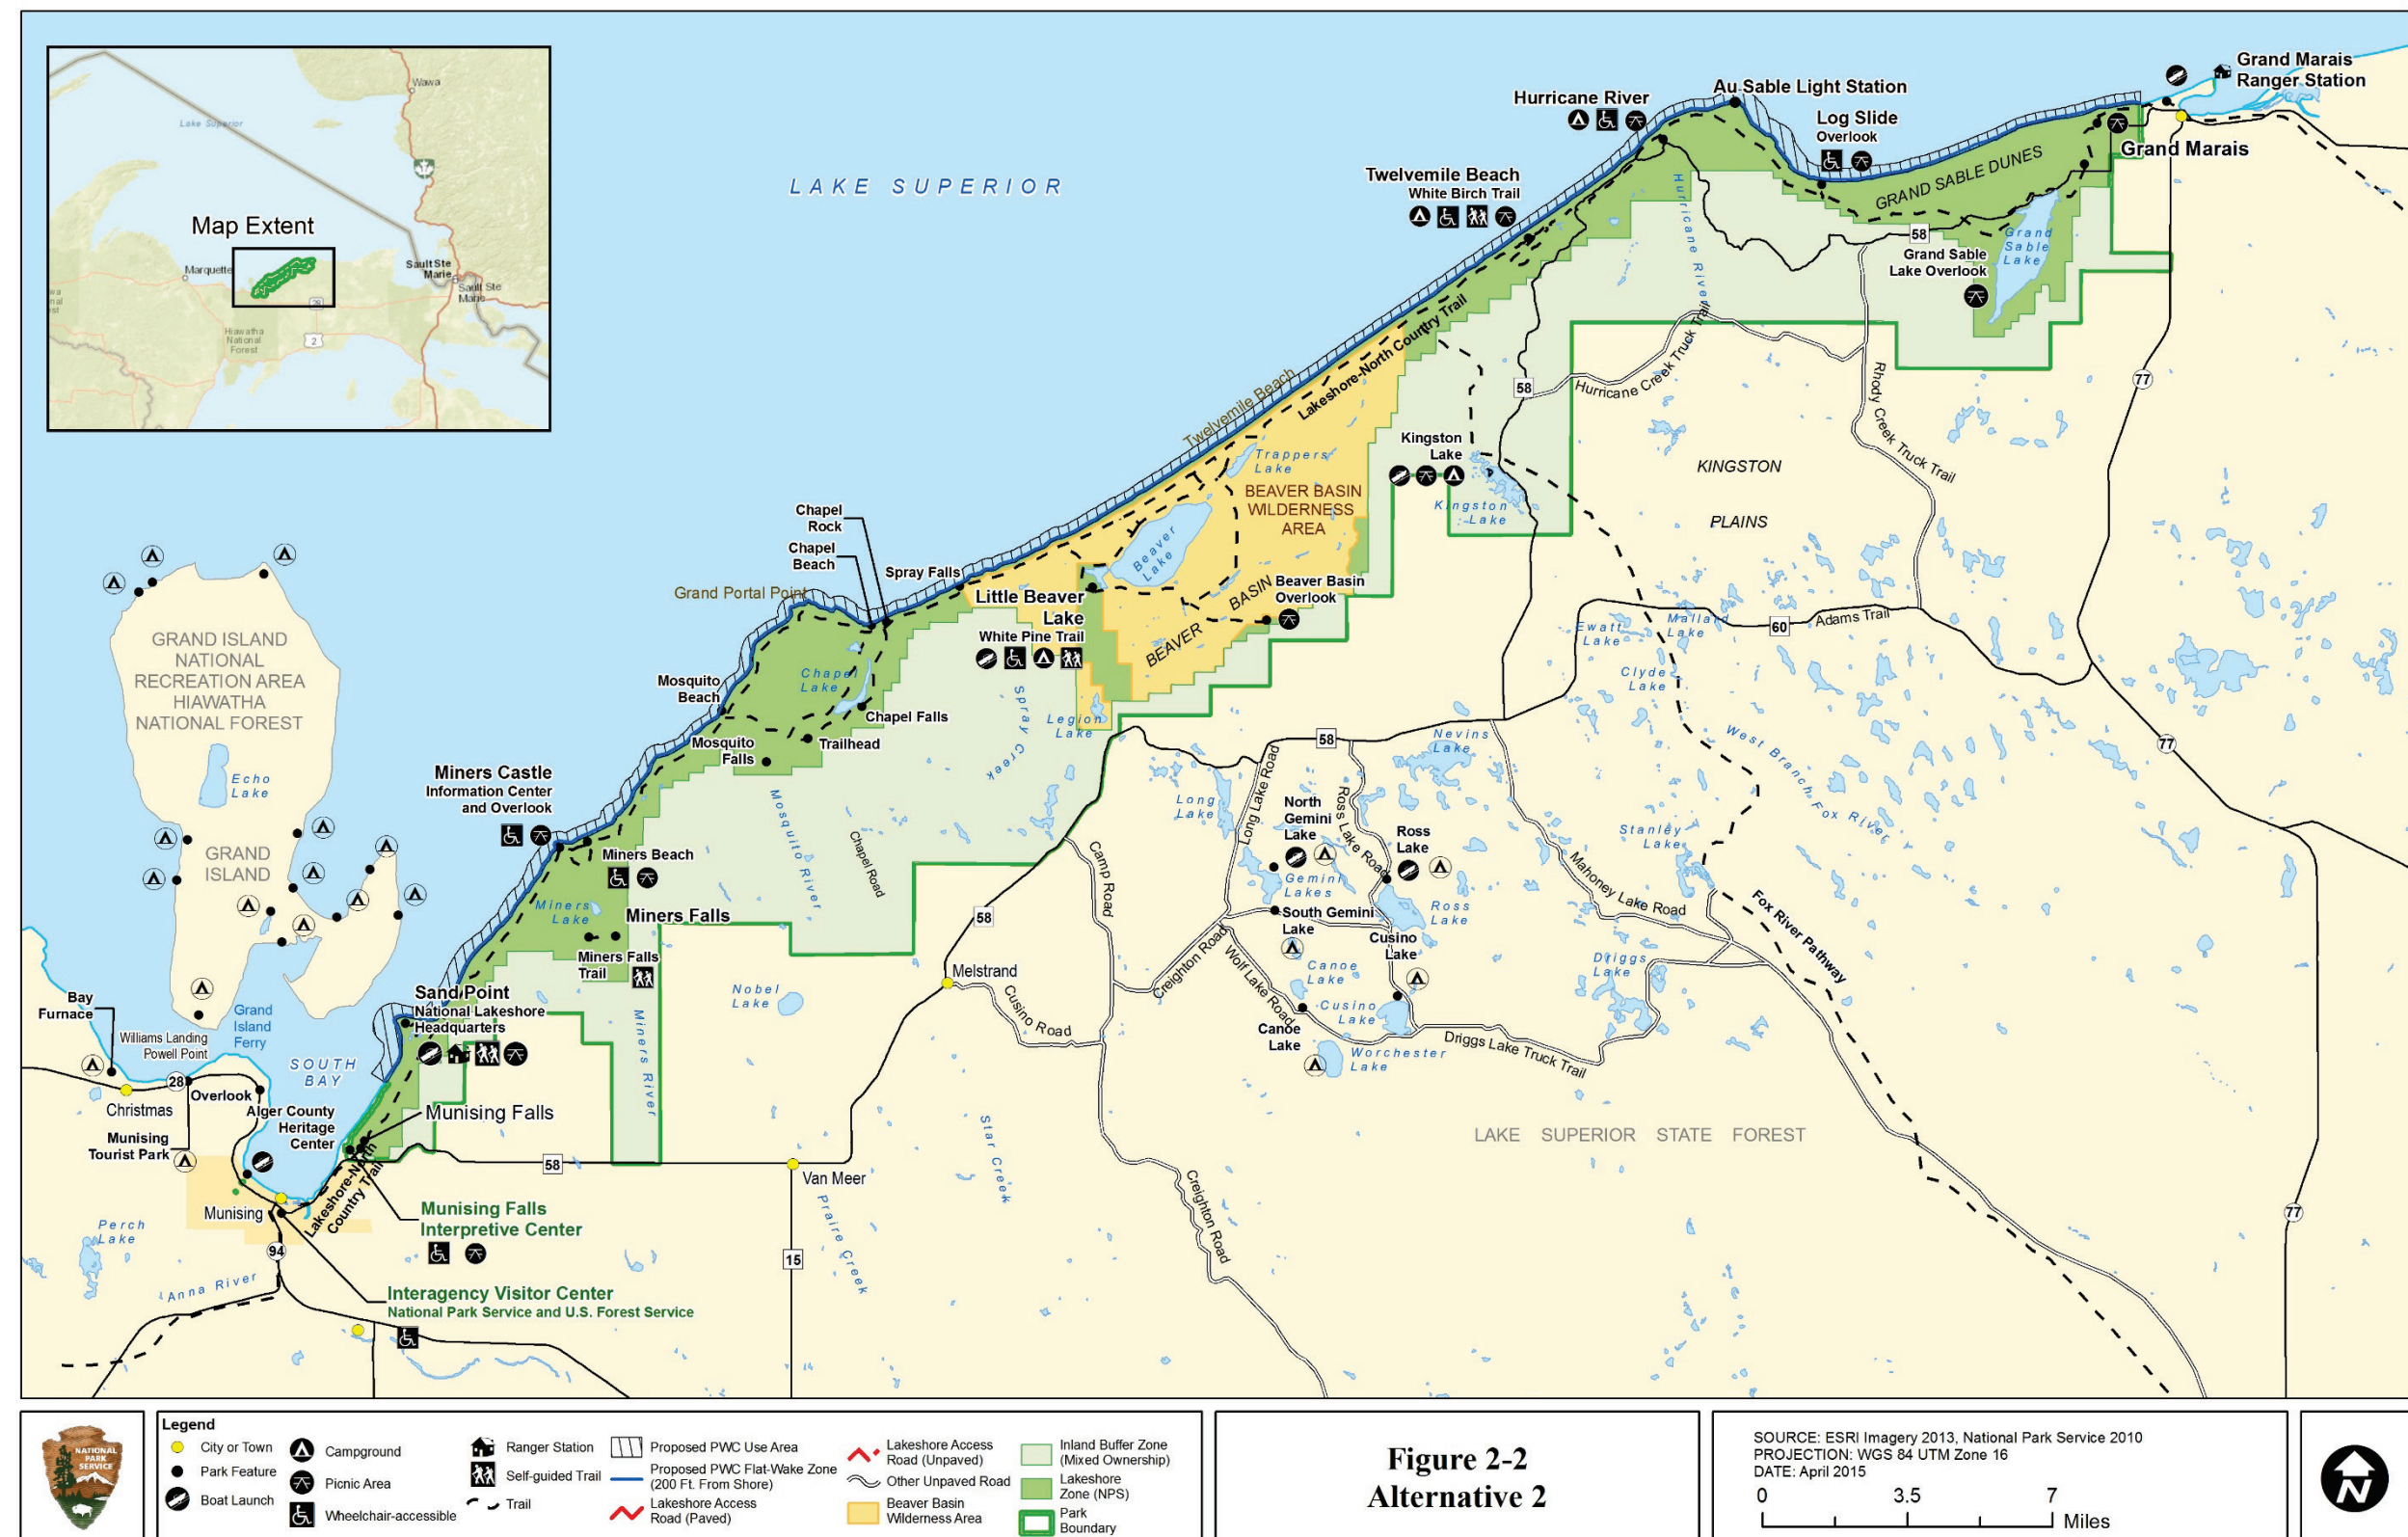 Wawa
Lake Superior
Map Extent
Marquette
Sault Ste
Marie
Sault Ste
Marie
28
Hiawatha
National
Forest
2
LAKE SUPERIOR
Grand Marais
Ranger Station
Au Sable Light Station
Hurricane River
Log Slide
Overlook
Grand Marais
GRAND SABLE DUNES
Twelvemile Beach
White Birch Trail
Hurricane River
58
Grand
Sable
Lake
Grand Sable
Lake Overlook
Lakeshore-North Country Trail
Twelvemile Beach
58
Hurricane Creek Truck Trail
Rhody Creek Truck Trail
77
Kingston
Lake
Kingston
Lake
KINGSTON
PLAINS
Trappers
Lake
BEAVER BASIN
WILDERNESS
AREA
Beaver
Lake
Chapel
Rock
Chapel
Beach
Spray Falls
Grand Portal Point
Little Beaver
Lake
White Pine Trail
BEAVER BASIN
Beaver Basin
Overlook
Ewatt
Lake
Mallard
Lake
60
Adams Trail
Clyde
Lake
GRAND ISLAND
NATIONAL
RECREATION AREA
HIAWATHA
NATIONAL FOREST
Mosquito
Beach
Chapel
Lake
Chapel Falls
Trailhead
Mosquito
Falls
Spray Creek
Legion
Lake
58
Nevins
Lake
West Branch Fox River
77
Echo
Lake
Miners Castle
Information Center
and Overlook
Mosquito River
Chapel Road
Long
Lake
Long Lake Road
North
Gemini
Lake
Ross Lake Road
Ross
Lake
Stanley
Lake
GRAND
ISLAND
Miners Beach
Camp Road
Gemini
Lakes
Mahoney Lake Road
Miners
Lake
Miners Falls
58
South Gemini
Lake
Ross
Lake
Fox River Pathway
Miners Falls
Trail
Creighton Road
Wolf Lake Road
Cusino
Lake
Canoe
Lake
Driggs
Lake
Melstrand
Cusino Road
Nobel
Lake
Sand Point
National Lakeshore
Headquarters
Bay
Furnace
Grand
Island
Ferry
Williams Landing
Powell Point
Miners River
Cusino
Lake
Canoe
Lake
Worchester
Lake
Driggs Lake Truck Trail
SOUTH
BAY
28
Christmas
Overlook
Alger County
Heritage
Center
Munising Falls
Munising
Tourist Park
Star Creek
LAKE SUPERIOR STATE FOREST
58
Van Meer
Munising
Lakeshore-North
Country Trail
Munising Falls
Interpretive Center
Perch
Lake
94
15
Praire Creek
Creighton Road
77
Anna River
Interagency Visitor Center
National Park Service and U.S. Forest Service
NATIONAL
PARK
SERVICE
Legend
City or Town
Park Feature
Boat Launch
Campground
Picnic Area
Wheelchair-accessible
Ranger Station
Self-guided Trail
Trail
Proposed PWC Use Area
Proposed PWC Flat-Wake Zone
(200 Ft. From Shore)
Lakeshore Access
Road (Paved)
Lakeshore Access
Road (Unpaved)
Other Unpaved Road
Beaver Basin
Wilderness Area
Inland Buffer Zone
(Mixed Ownership)
Lakeshore
Zone (NPS)
Park
Boundary
Figure 2-2
Alternative 2
SOURCE: ESRI Imagery 2013, National Park Service 2010
PROJECTION: WGS 84 UTM Zone 16
DATE: April 2015
0 3.5 7
Miles
N